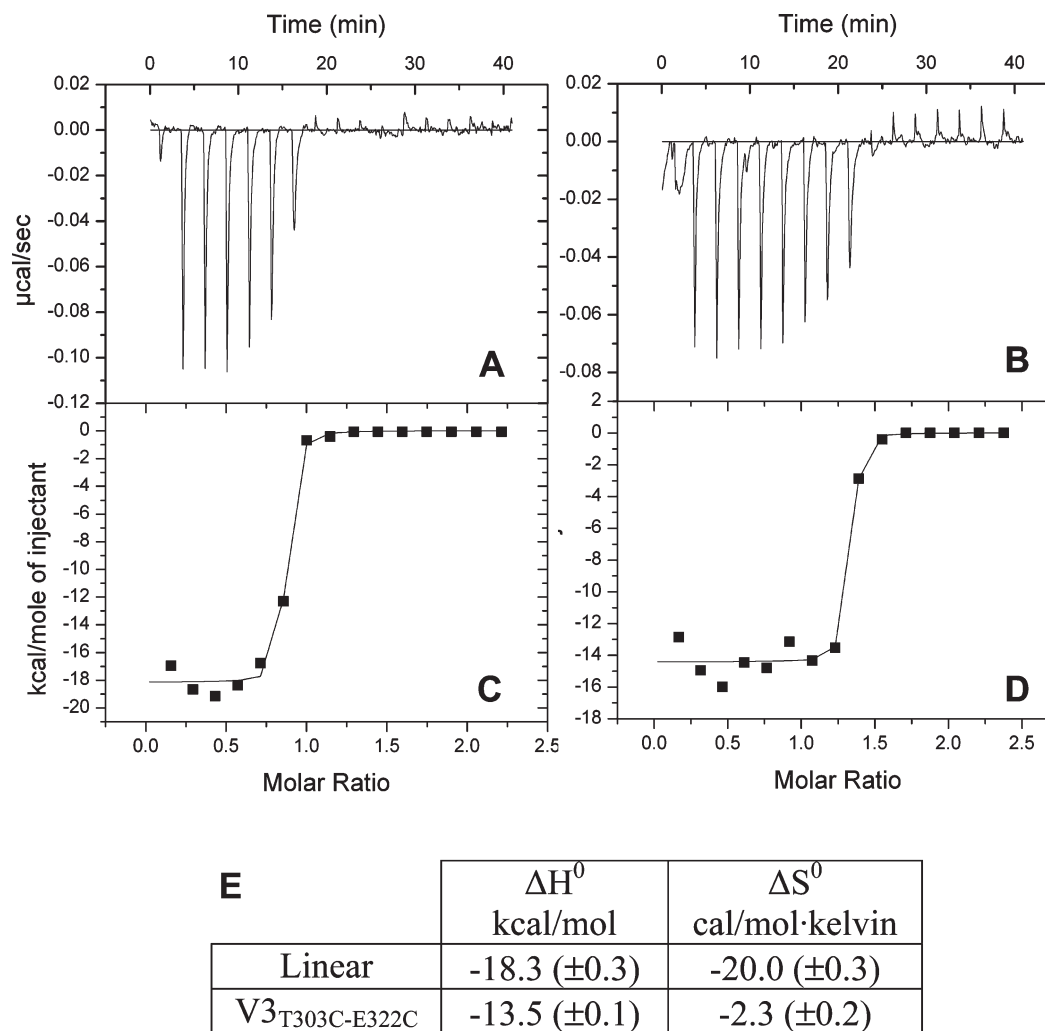 Time (min)
0 10 20 30 40
0.02
0.00
-0.02
-0.04
-0.06
-0.08
-0.10
-0.12
µcal/sec
A
Time (min)
0 10 20 30 40
0.02
0.00
-0.02
-0.04
-0.06
-0.08
B
0
-2
-4
-6
-8
-10
-12
-14
-16
-18
-20
kcal/mole of injectant
C
0.0 0.5 1.0 1.5 2.0 2.5
Molar Ratio
2
0
-2
-4
-6
-8
-10
-12
-14
-16
-18
D
0.0 0.5 1.0 1.5 2.0 2.5
Molar Ratio
E
ΔH⁰ ΔS⁰
kcal/mol cal/mol·kelvin
Linear -18.3 (±0.3) -20.0 (±0.3)
V3T303C-E322C -13.5 (±0.1) -2.3 (±0.2)